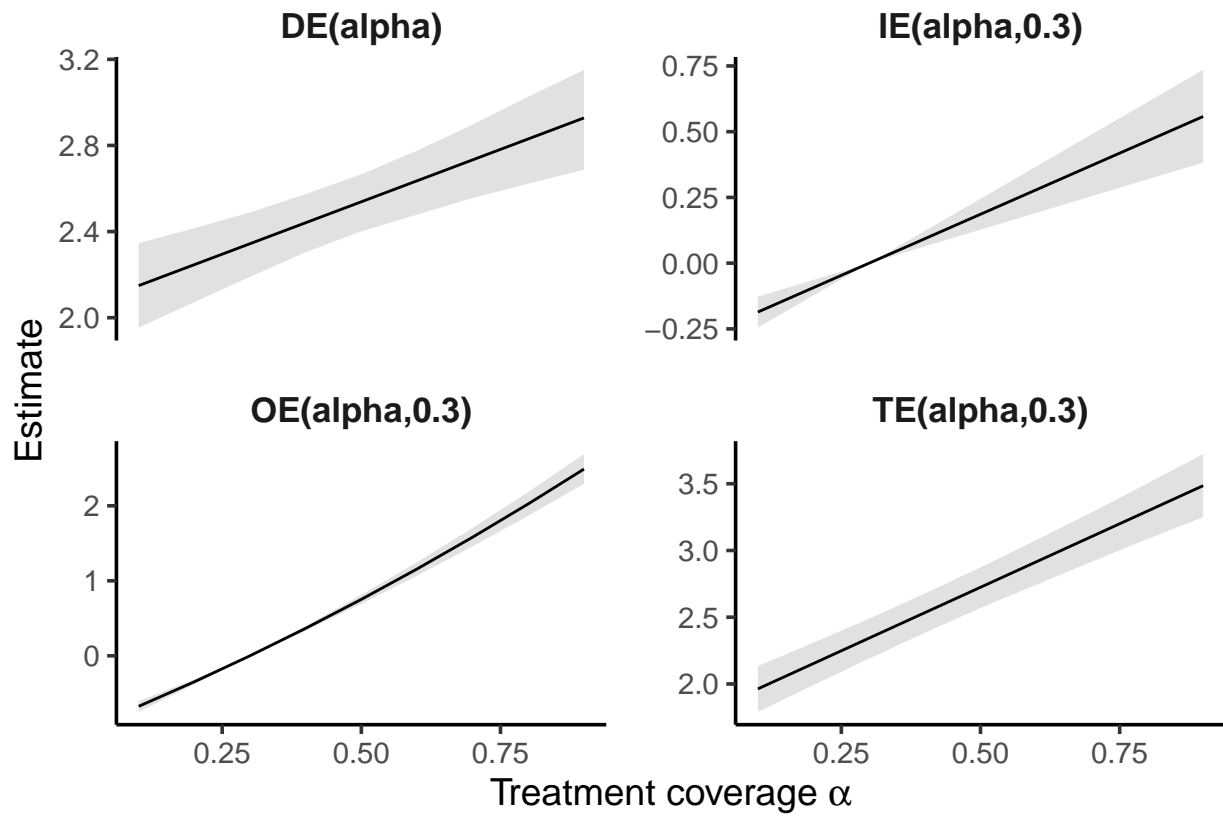 DE(alpha)
IE(alpha,0.3)
3.2
2.8
2.4
2.0
0.75
0.50
0.25
0.00
−0.25
Estimate
OE(alpha,0.3)
TE(alpha,0.3)
2
1
0
3.5
3.0
2.5
2.0
0.25 0.50 0.75
0.25 0.50 0.75
Treatment coverage α